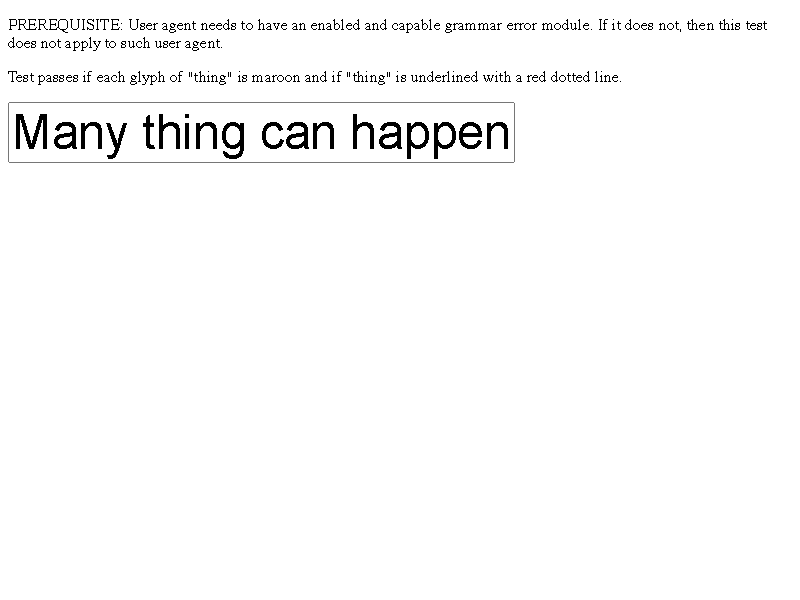 PREREQUISITE: User agent needs to have an enabled and capable grammar error module. If it does not, then this test
does not apply to such user agent.
Test passes if each glyph of "thing" is maroon and if "thing" is underlined with a red dotted line.
Many thing can happen